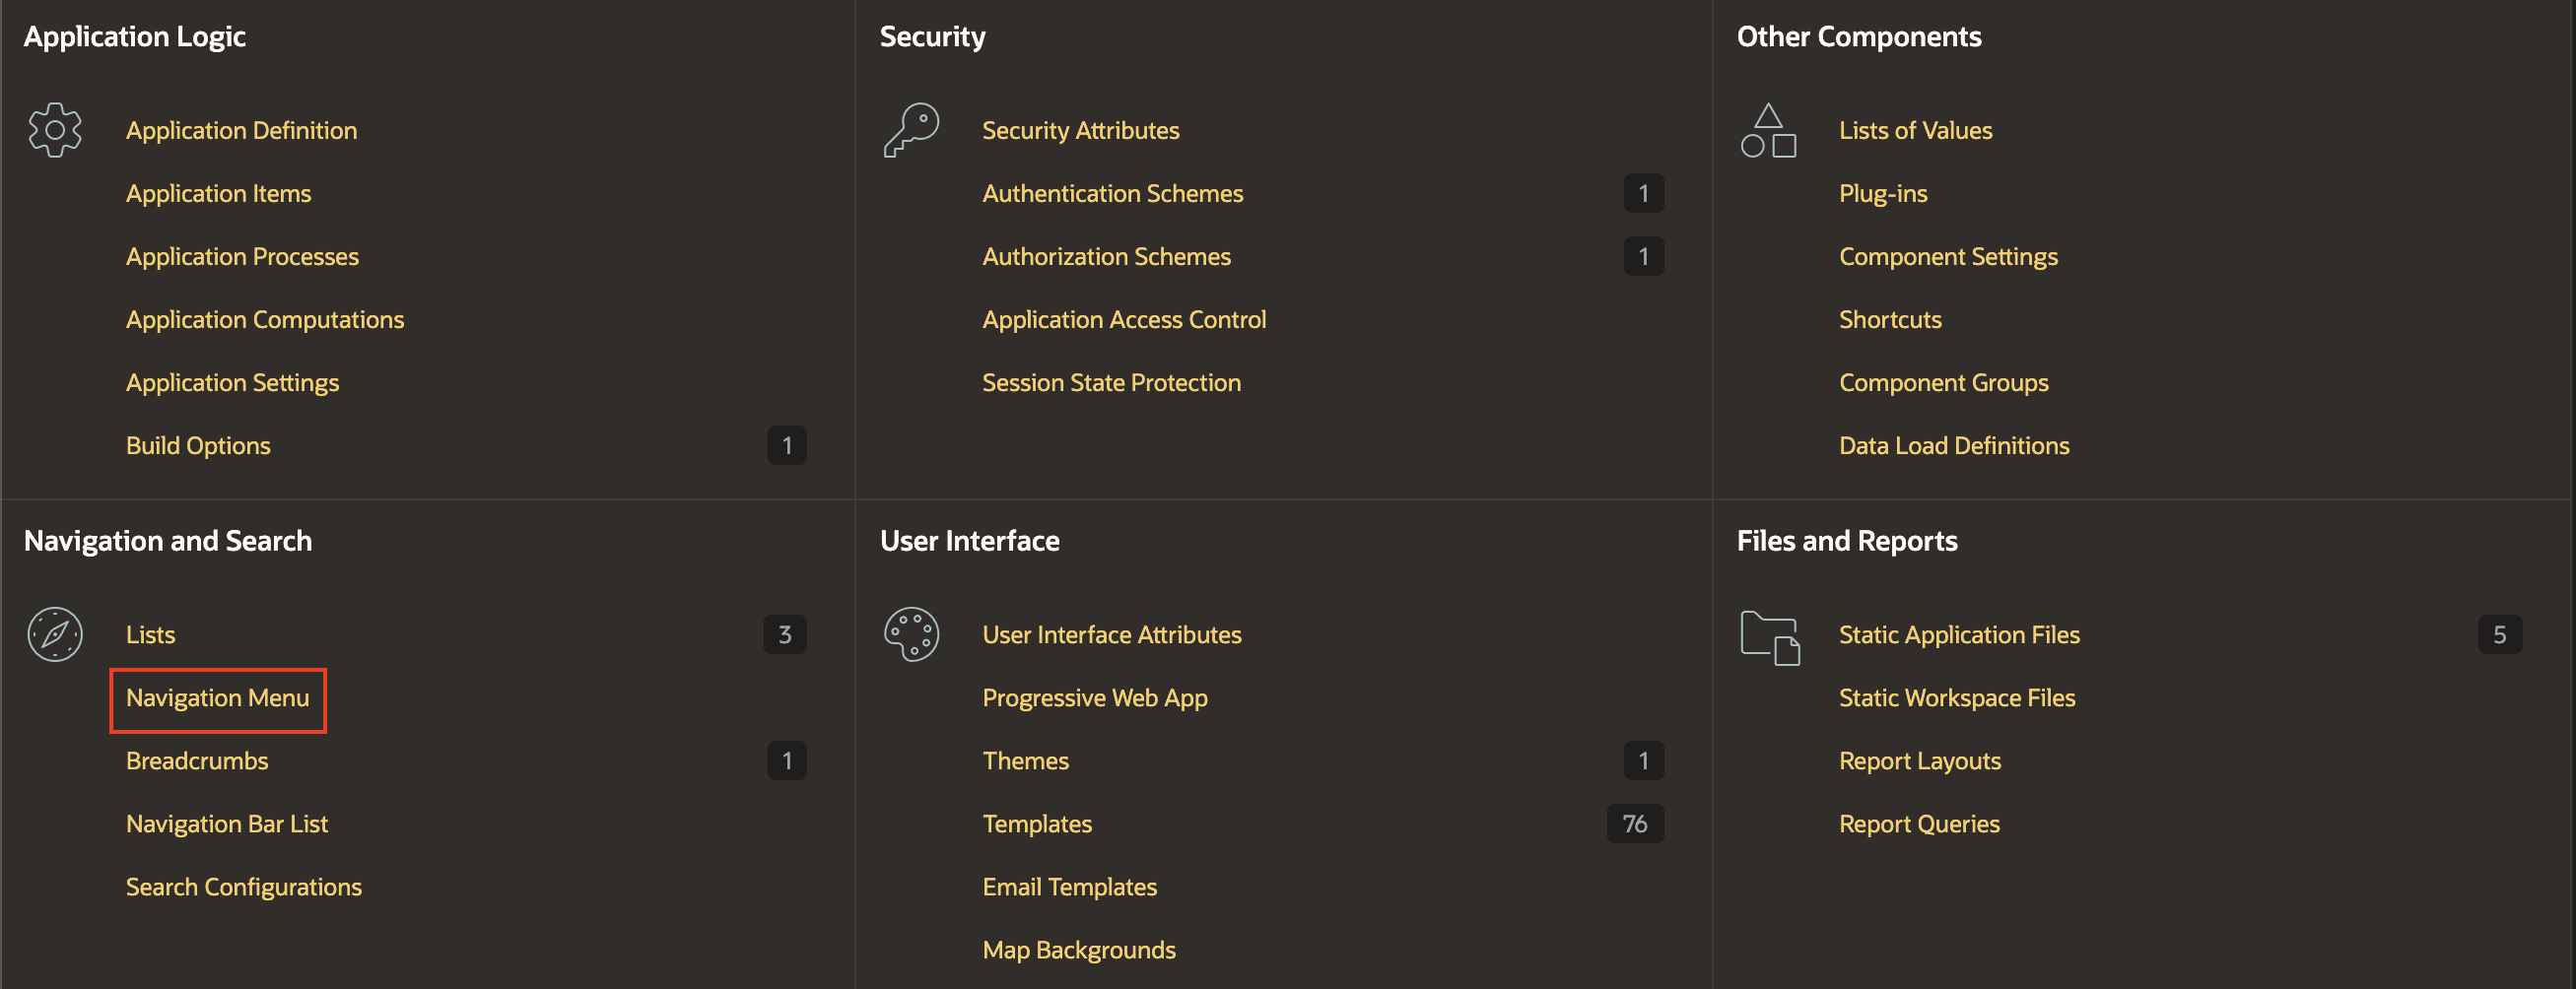 Application Logic
Application Definition
Application Items
Application Processes
Application Computations
Application Settings
Build Options 1
Security
Security Attributes
Authentication Schemes 1
Authorization Schemes 1
Application Access Control
Session State Protection
Other Components
Lists of Values
Plug-ins
Component Settings
Shortcuts
Component Groups
Data Load Definitions
Navigation and Search
Lists 3
Navigation Menu
Breadcrumbs 1
Navigation Bar List
Search Configurations
User Interface
User Interface Attributes
Progressive Web App
Themes 1
Templates 76
Email Templates
Map Backgrounds
Files and Reports
Static Application Files 5
Static Workspace Files
Report Layouts
Report Queries